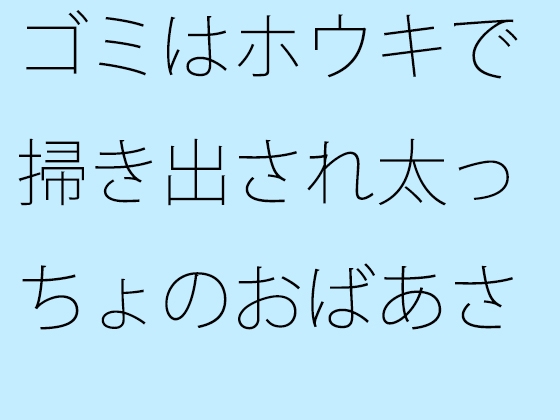 ゴミはホウキで
掃き出され太っ
ちょのおばあさ